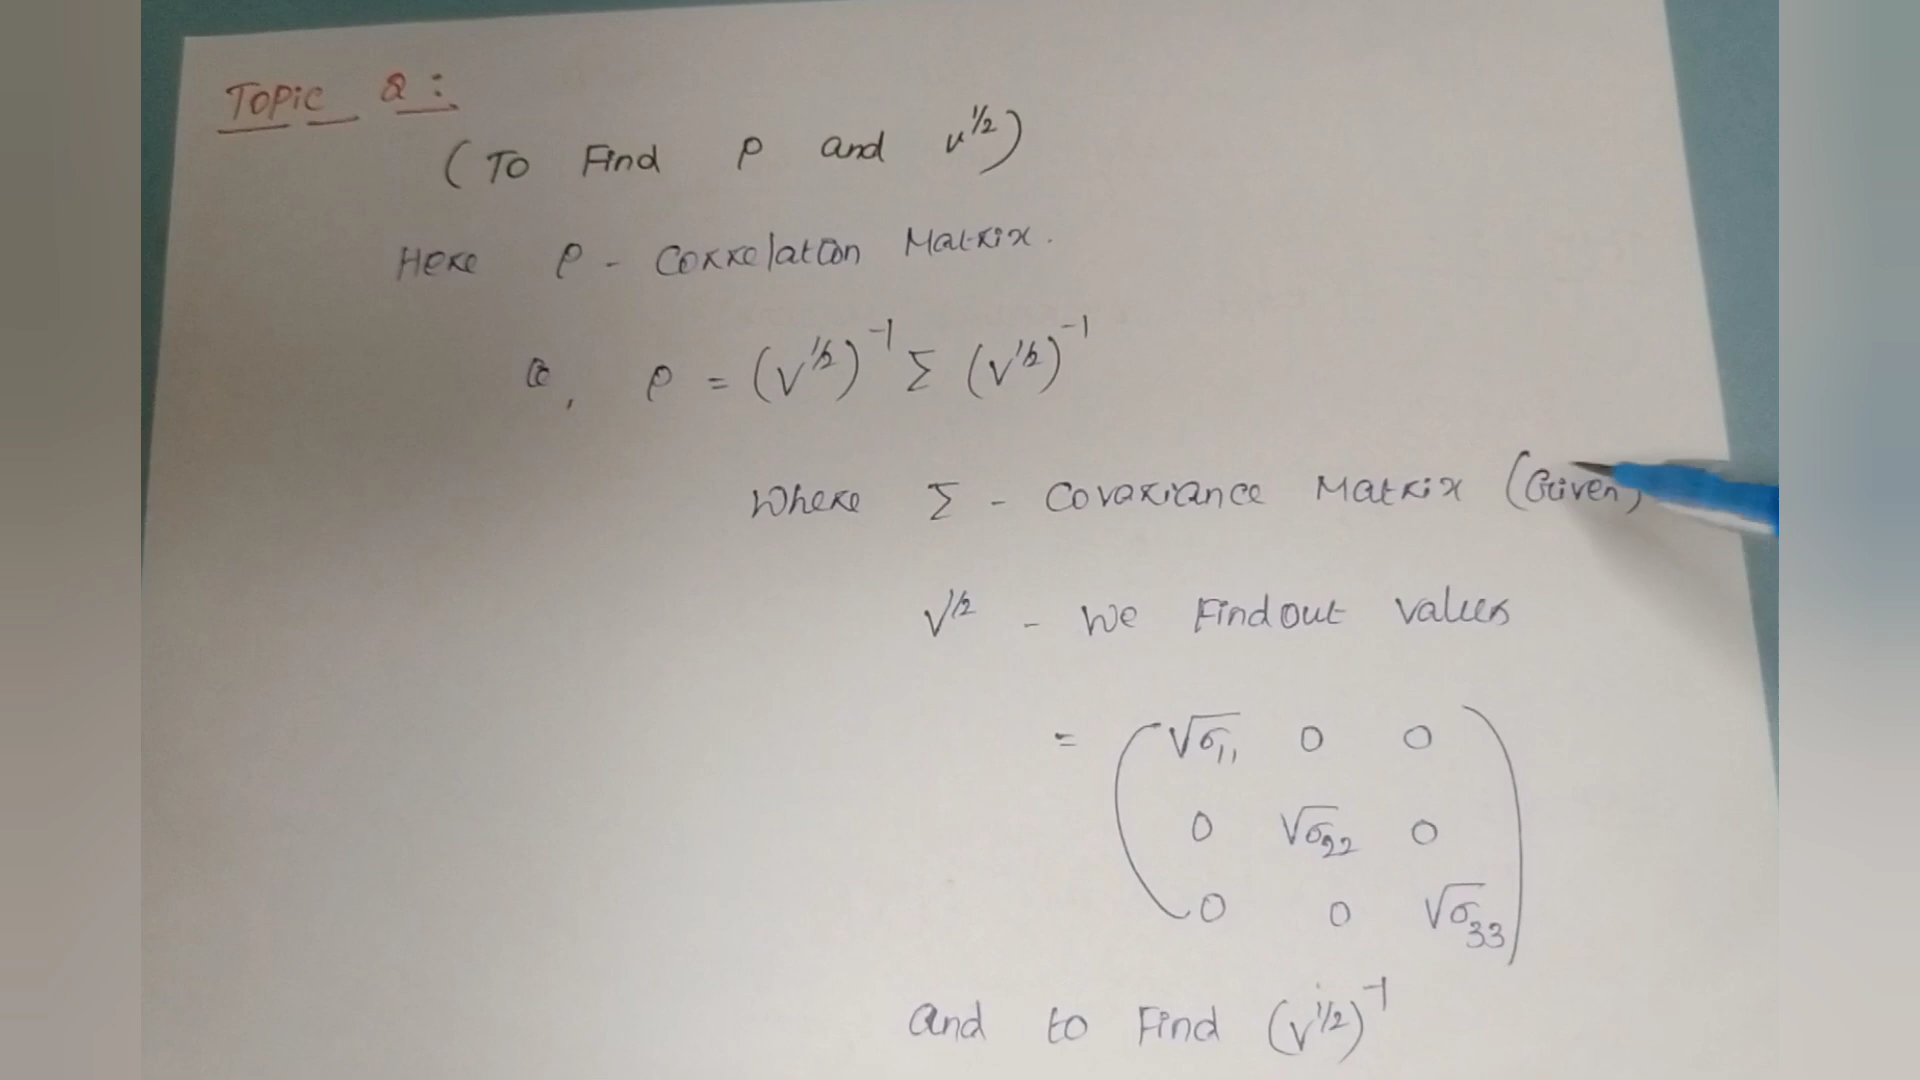 Topic 2:
(To Find ρ and V^1/2)
Here ρ - Correlation Matrix.
ρ = (V^1/2)^-1 Σ (V^1/2)^-1
Where Σ - Covariance Matrix (Given)
V^1/2 - We Findout values
= ( √σ11 0 0
0 √σ22 0
0 0 √σ33 )
and to Find (V^1/2)^-1